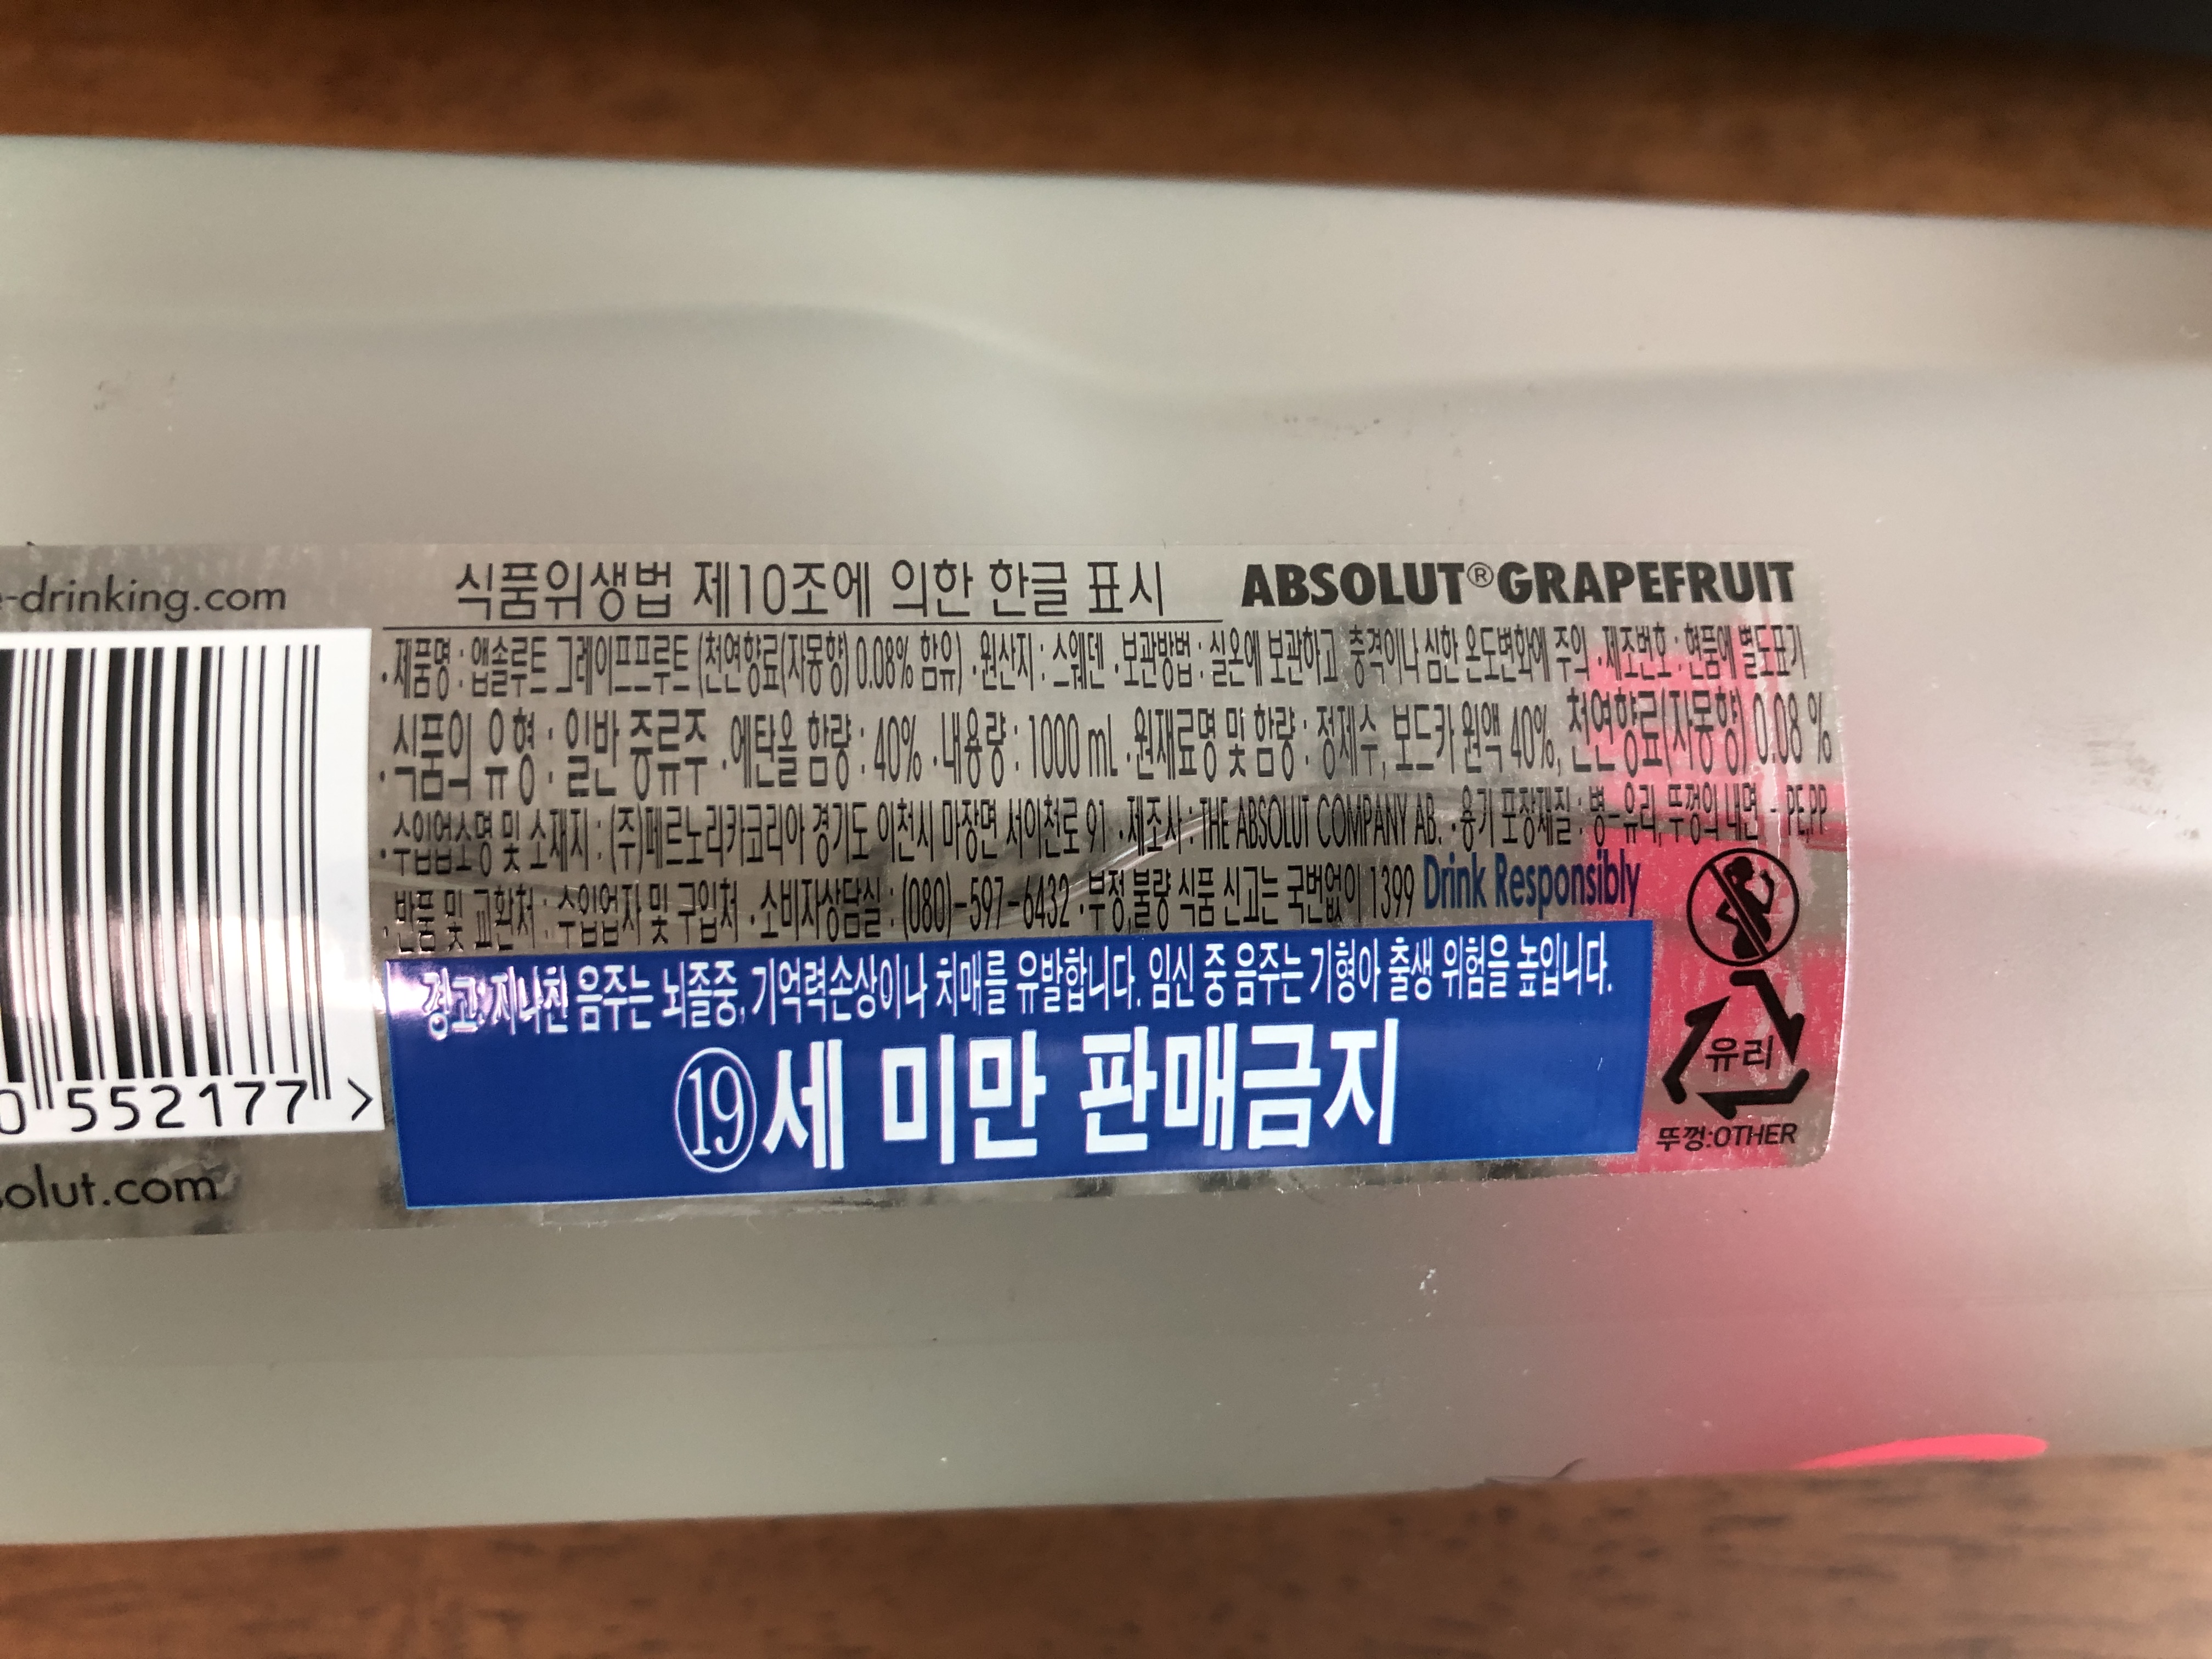 e-drinking.com
0 552177 >
solut.com
식품위생법 제10조에 의한 한글 표시 ABSOLUT® GRAPEFRUIT
·제품명 : 앱솔루트 그레이프프루트 (천연향료(자몽향) 0.08% 함유) ·원산지 : 스웨덴 ·보관방법 : 실온에 보관하고 충격이나 심한 온도변화에 주의 ·제조번호 : 현품에 별도표기
·식품의 유형 : 일반 증류주 ·에탄올 함량 : 40% ·내용량 : 1000 mL ·원재료명 및 함량 : 정제수, 보드카 원액 40%, 천연향료(자몽향) 0.08 %
·수입업소명 및 소재지 : (주)페르노리카코리아 경기도 이천시 마장면 서이천로 91 ·제조사 : THE ABSOLUT COMPANY AB. ·용기 포장재질 : 병-유리, 뚜껑의 내면 - PE,PP
·반품 및 교환처 : 수입업자 및 구입처 ·소비자상담실 : (080)-597-6432 ·부정,불량 식품 신고는 국번없이 1399 Drink Responsibly
경고: 지나친 음주는 뇌졸중, 기억력손상이나 치매를 유발합니다. 임신 중 음주는 기형아 출생 위험을 높입니다.
⑲세 미만 판매금지
유리
뚜껑:OTHER